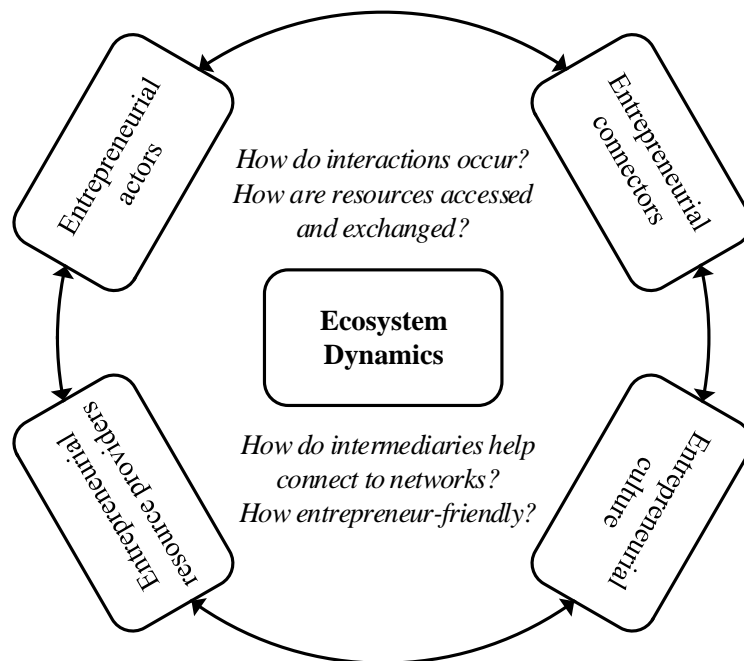 Entrepreneurial
actors
Entrepreneurial
connectors
How do interactions occur?
How are resources accessed
and exchanged?
Ecosystem
Dynamics
How do intermediaries help
connect to networks?
How entrepreneur-friendly?
Entrepreneurial
resource providers
Entrepreneurial
culture